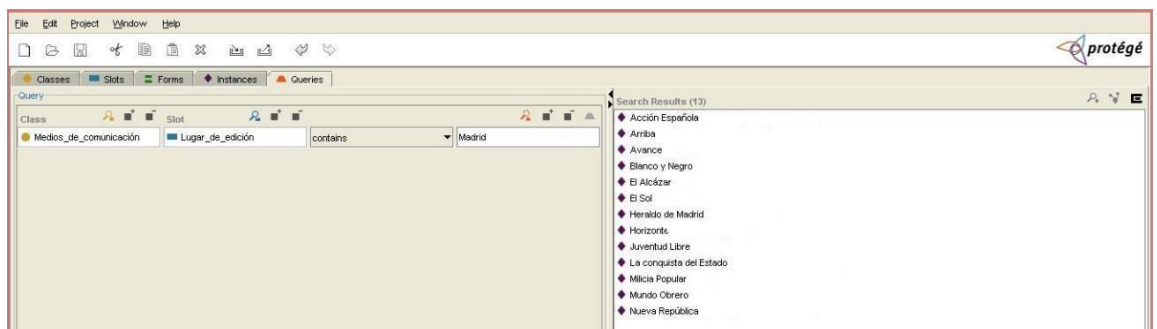 File Edit Project Window Help
protégé
Classes Slots Forms Instances Queries
Query
Class Slot
Medios_de_comunicación Lugar_de_edición contains Madrid
Search Results (13)
Acción Española
Arriba
Avance
Blanco y Negro
El Alcázar
El Sol
Heraldo de Madrid
Horizonte
Juventud Libre
La conquista del Estado
Milicia Popular
Mundo Obrero
Nueva República